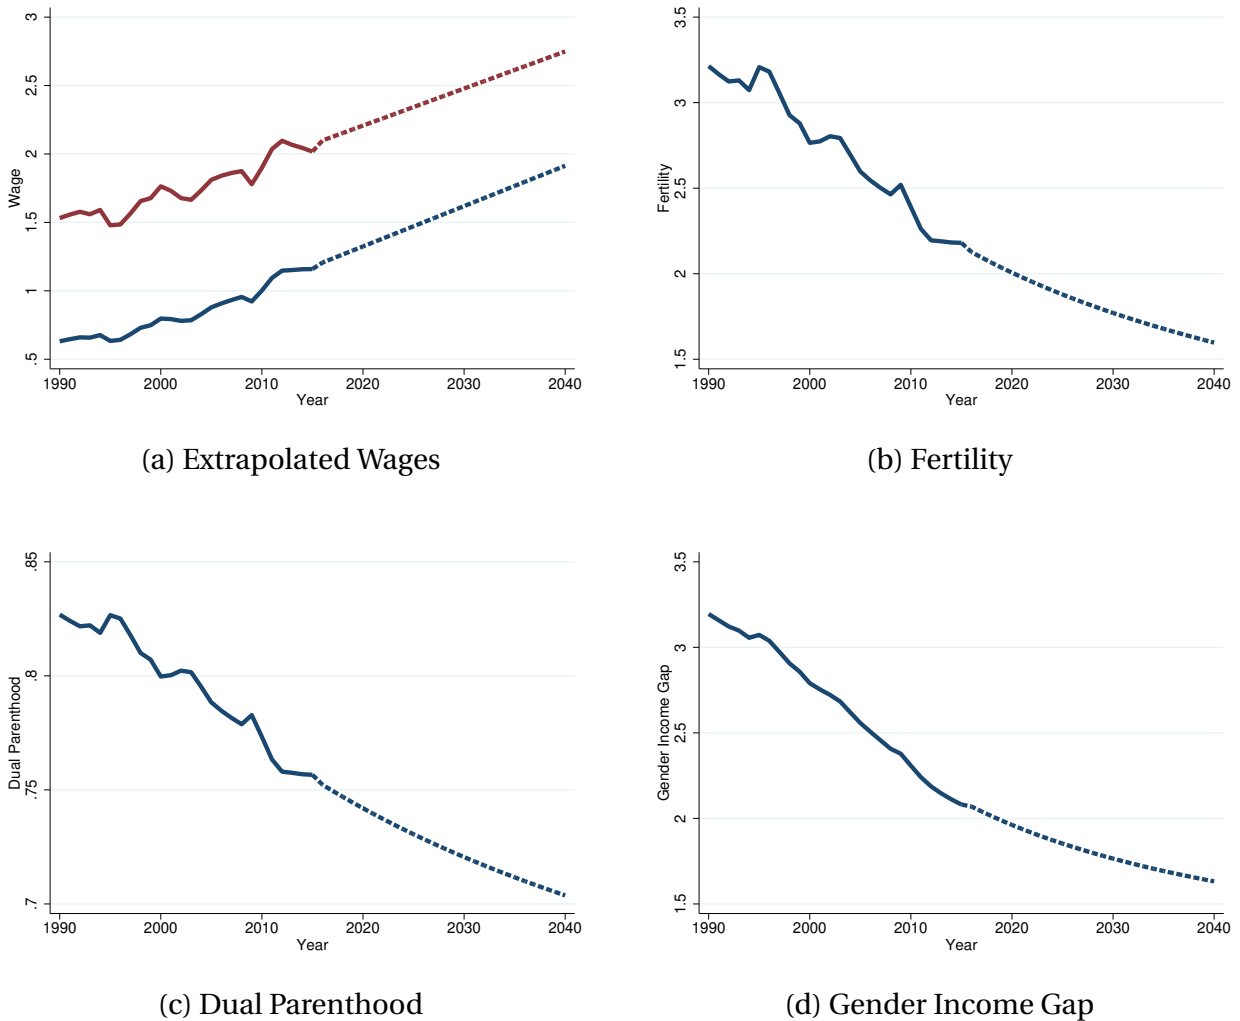 3
2.5
2
1.5
1
.5
Wage
1990 2000 2010 2020 2030 2040
Year
(a) Extrapolated Wages
3.5
3
2.5
2
1.5
Fertility
1990 2000 2010 2020 2030 2040
Year
(b) Fertility
.85
.8
.75
.7
Dual Parenthood
1990 2000 2010 2020 2030 2040
Year
(c) Dual Parenthood
3.5
3
2.5
2
1.5
Gender Income Gap
1990 2000 2010 2020 2030 2040
Year
(d) Gender Income Gap